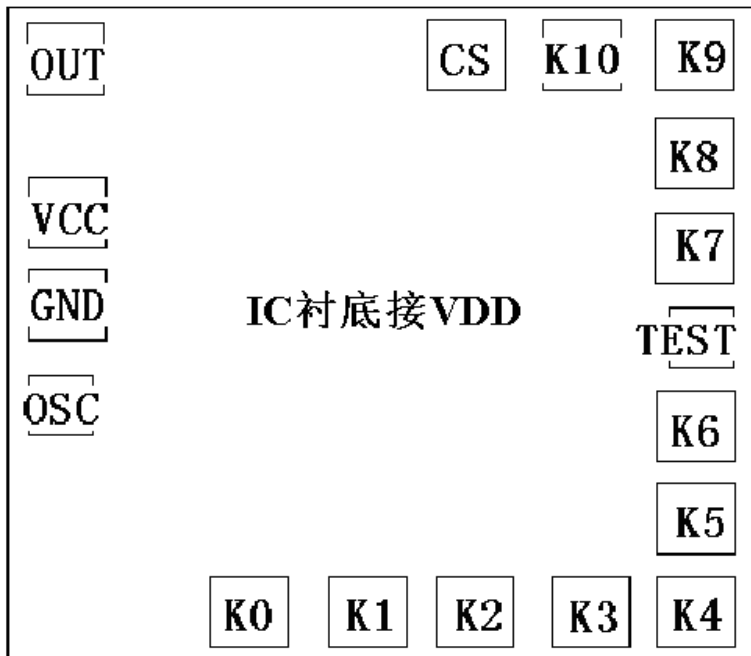 OUT
CS
K10
K9
K8
VCC
K7
GND
IC衬底接VDD
TEST
OSC
K6
K5
K0
K1
K2
K3
K4